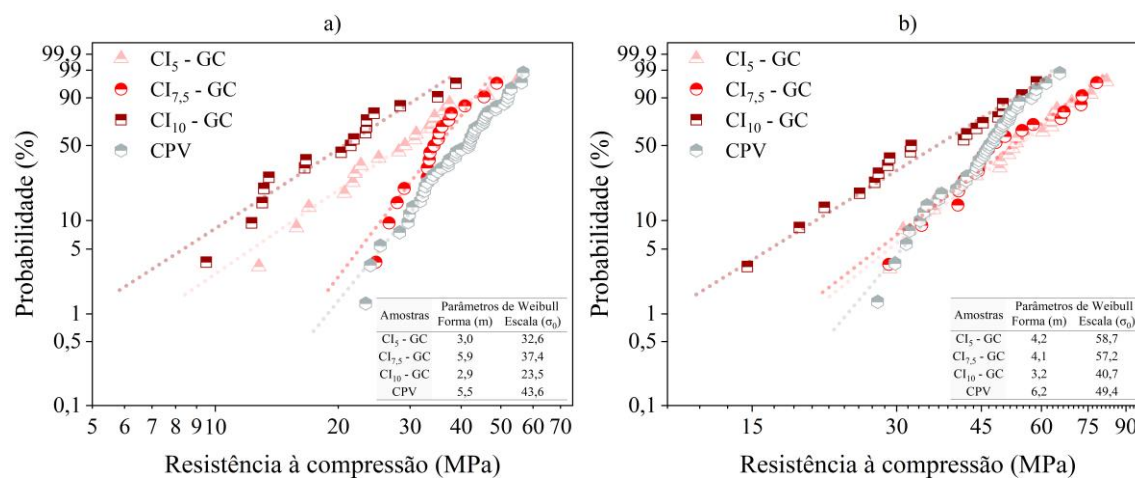 a)
99.9
99
90
50
10
5
1
0,5
0,1
Probabilidade (%)
CI₅ - GC
CI₇,₅ - GC
CI₁₀ - GC
CPV
Amostras Parâmetros de Weibull
Forma (m) Escala (σ₀)
CI₅ - GC 3,0 32,6
CI₇,₅ - GC 5,9 37,4
CI₁₀ - GC 2,9 23,5
CPV 5,5 43,6
5 6 7 8 9 10 20 30 40 50 60 70
Resistência à compressão (MPa)
b)
99.9
99
90
50
10
5
1
0,5
0,1
Probabilidade (%)
CI₅ - GC
CI₇,₅ - GC
CI₁₀ - GC
CPV
Amostras Parâmetros de Weibull
Forma (m) Escala (σ₀)
CI₅ - GC 4,2 58,7
CI₇,₅ - GC 4,1 57,2
CI₁₀ - GC 3,2 40,7
CPV 6,2 49,4
15 30 45 60 75 90
Resistência à compressão (MPa)